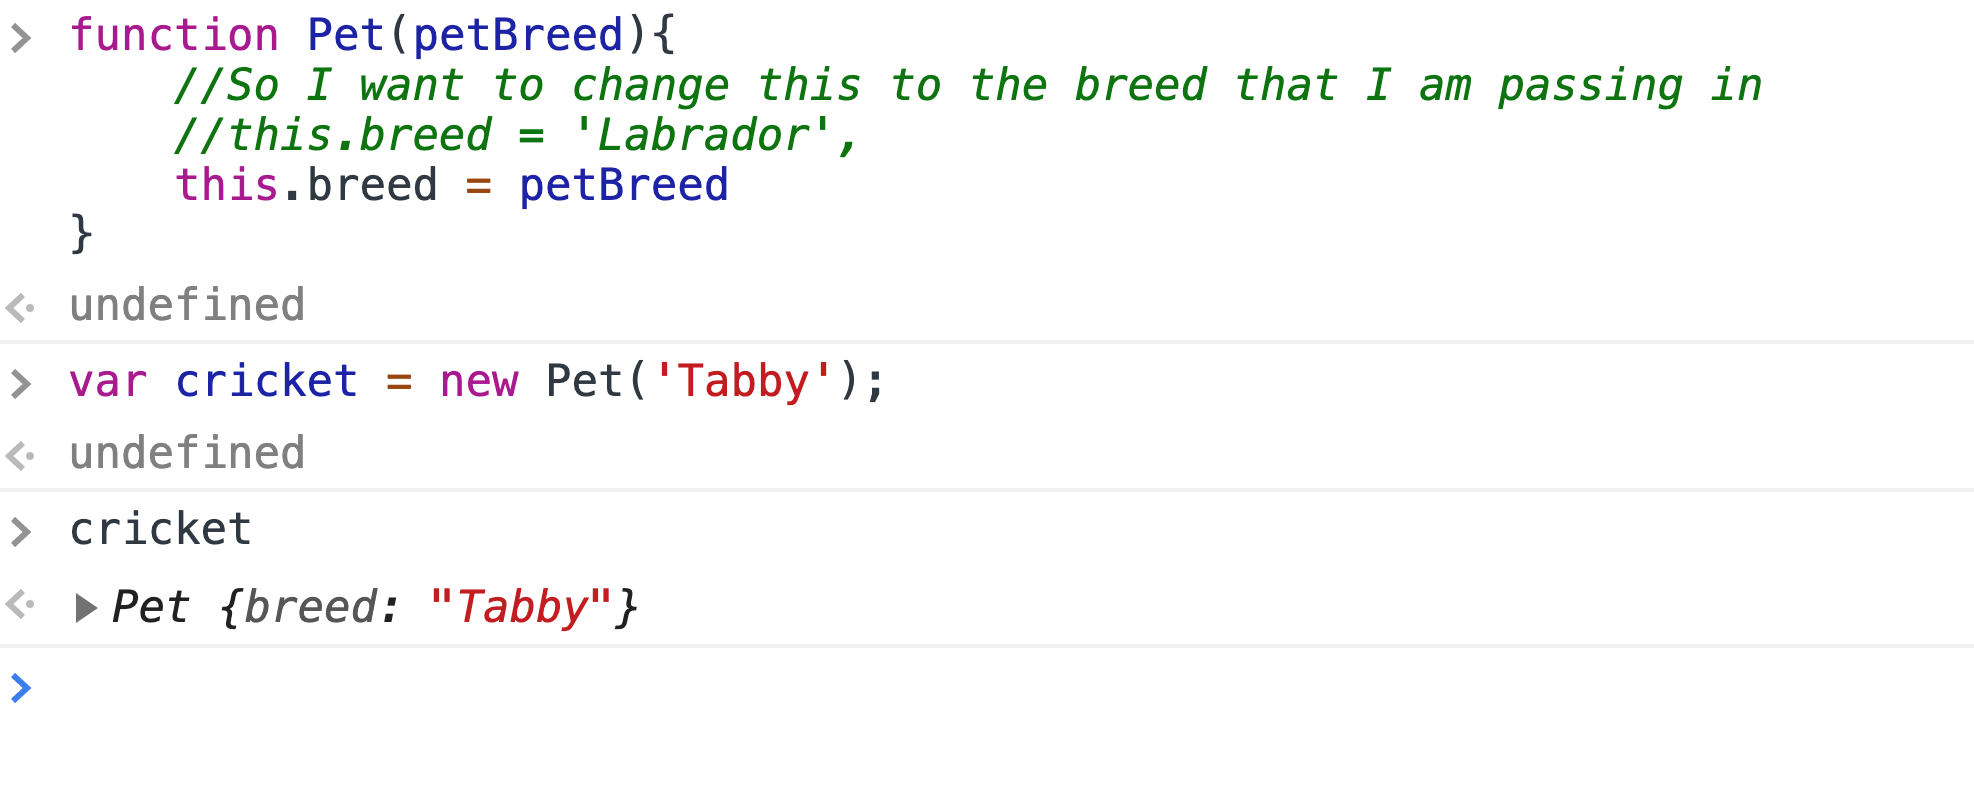 function Pet(petBreed){
//So I want to change this to the breed that I am passing in
//this.breed = 'Labrador',
this.breed = petBreed
}
undefined
var cricket = new Pet('Tabby');
undefined
cricket
Pet {breed: "Tabby"}